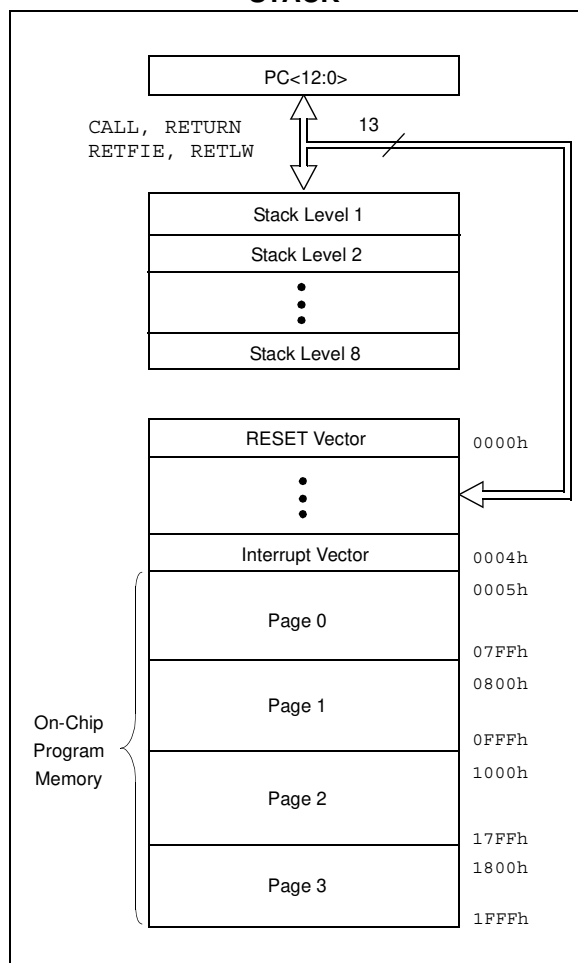 STACK
PC<12:0>
CALL, RETURN
RETFIE, RETLW
13
Stack Level 1
Stack Level 2
Stack Level 8
RESET Vector
0000h
Interrupt Vector
0004h
0005h
Page 0
07FFh
0800h
Page 1
0FFFh
On-Chip
Program
Memory
1000h
Page 2
17FFh
1800h
Page 3
1FFFh